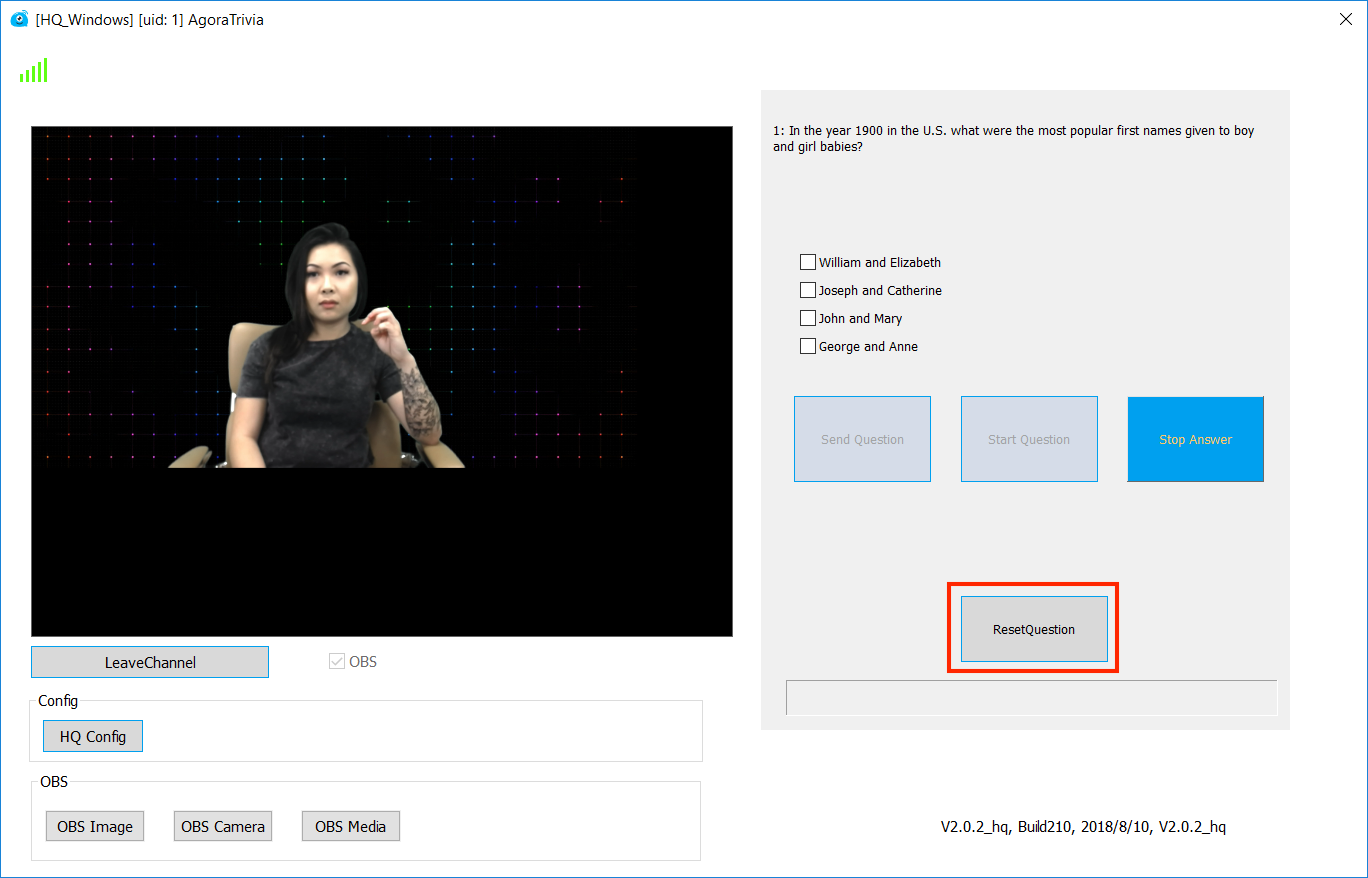 [HQ_Windows] [uid: 1] AgoraTrivia
1: In the year 1900 in the U.S. what were the most popular first names given to boy
and girl babies?
William and Elizabeth
Joseph and Catherine
John and Mary
George and Anne
Send Question
Start Question
Stop Answer
ResetQuestion
LeaveChannel
OBS
Config
HQ Config
OBS
OBS Image
OBS Camera
OBS Media
V2.0.2_hq, Build210, 2018/8/10, V2.0.2_hq